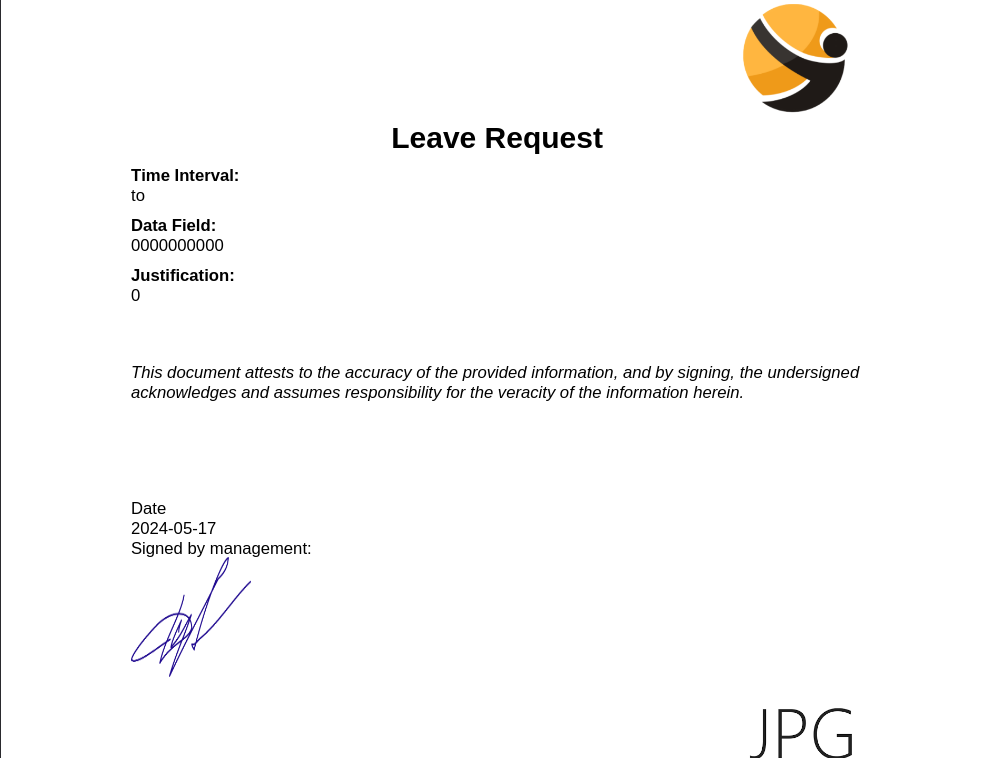 Leave Request
Time Interval:
to
Data Field:
0000000000
Justification:
0
This document attests to the accuracy of the provided information, and by signing, the undersigned
acknowledges and assumes responsibility for the veracity of the information herein.
Date
2024-05-17
Signed by management:
JPG